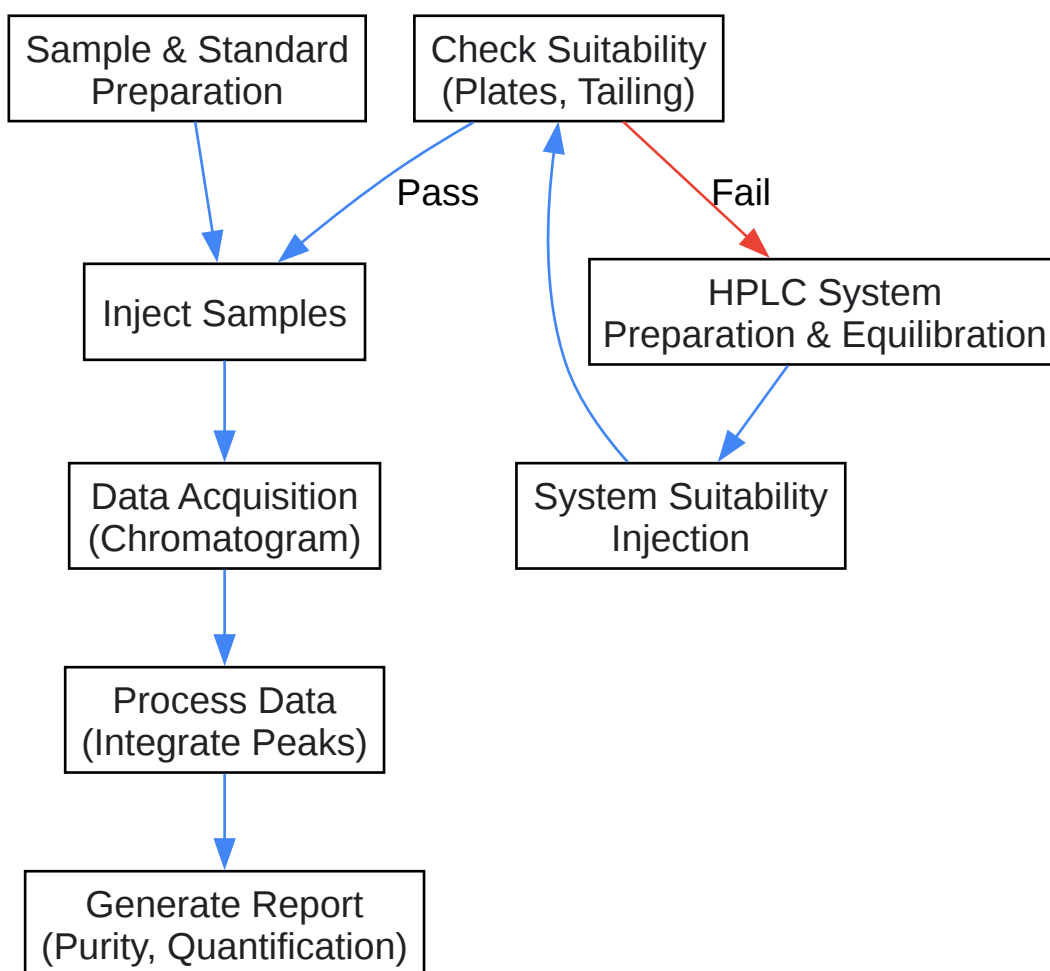 Sample & Standard
Preparation
Check Suitability
(Plates, Tailing)
Pass
Fail
Inject Samples
HPLC System
Preparation & Equilibration
Data Acquisition
(Chromatogram)
System Suitability
Injection
Process Data
(Integrate Peaks)
Generate Report
(Purity, Quantification)